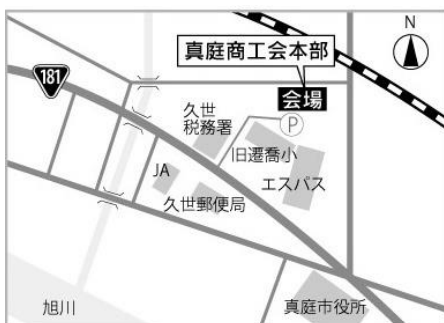 N
真庭商工会本部
181
会場
久世
税務署
P
旧遷喬小
JA
エスパス
久世郵便局
旭川
真庭市役所